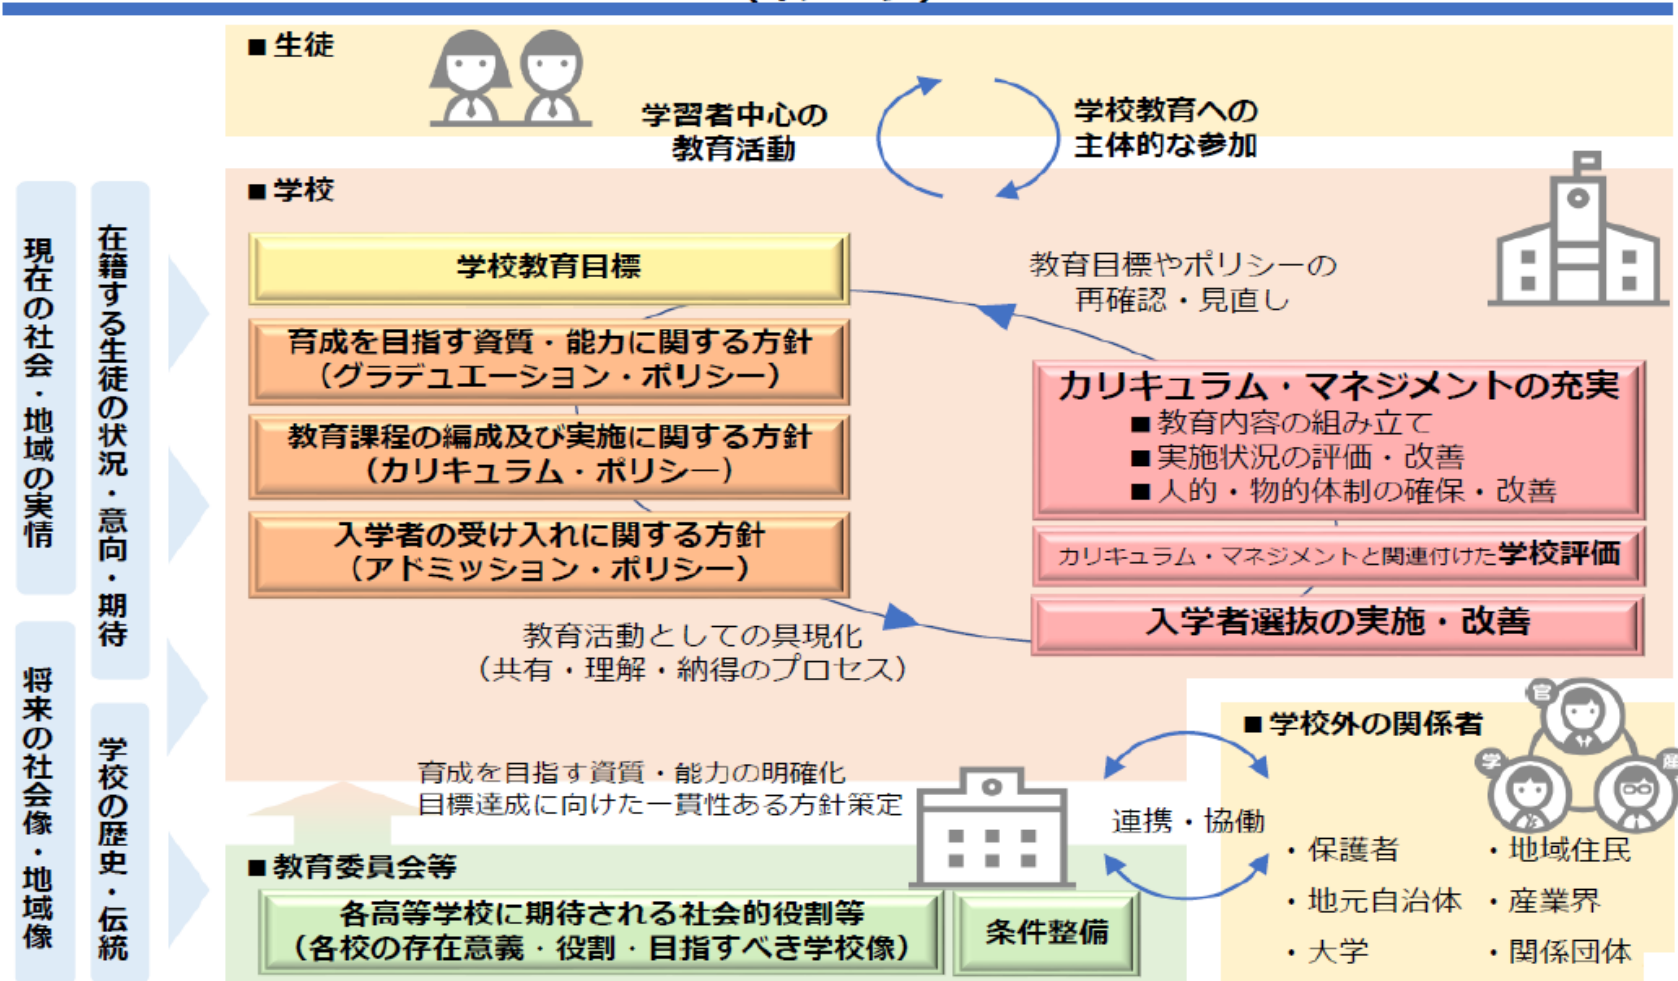 ■生徒
学習者中心の
教育活動
学校教育への
主体的な参加
現在の社会・地域の実情
将来の社会像・地域像
在籍する生徒の状況・意向・期待
学校の歴史・伝統
■学校
学校教育目標
育成を目指す資質・能力に関する方針
（グラデュエーション・ポリシー）
教育課程の編成及び実施に関する方針
（カリキュラム・ポリシー）
入学者の受け入れに関する方針
（アドミッション・ポリシー）
教育目標やポリシーの
再確認・見直し
カリキュラム・マネジメントの充実
■教育内容の組み立て
■実施状況の評価・改善
■人的・物的体制の確保・改善
カリキュラム・マネジメントと関連付けた学校評価
入学者選抜の実施・改善
教育活動としての具現化
（共有・理解・納得のプロセス）
育成を目指す資質・能力の明確化
目標達成に向けた一貫性ある方針策定
■教育委員会等
各高等学校に期待される社会的役割等
（各校の存在意義・役割・目指すべき学校像）
条件整備
連携・協働
■学校外の関係者
官
学
産
・保護者
・地域住民
・地元自治体
・産業界
・大学
・関係団体